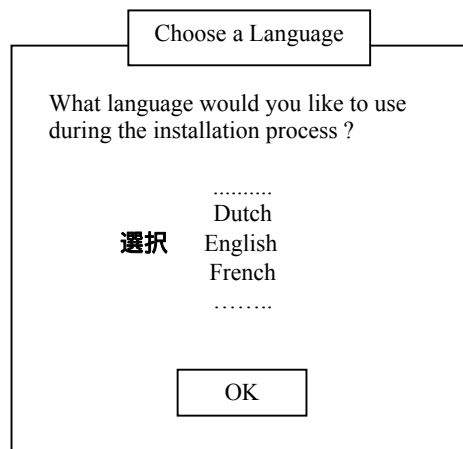 Choose a Language
What language would you like to use
during the installation process ?
..........
Dutch
選択 English
French
........
OK